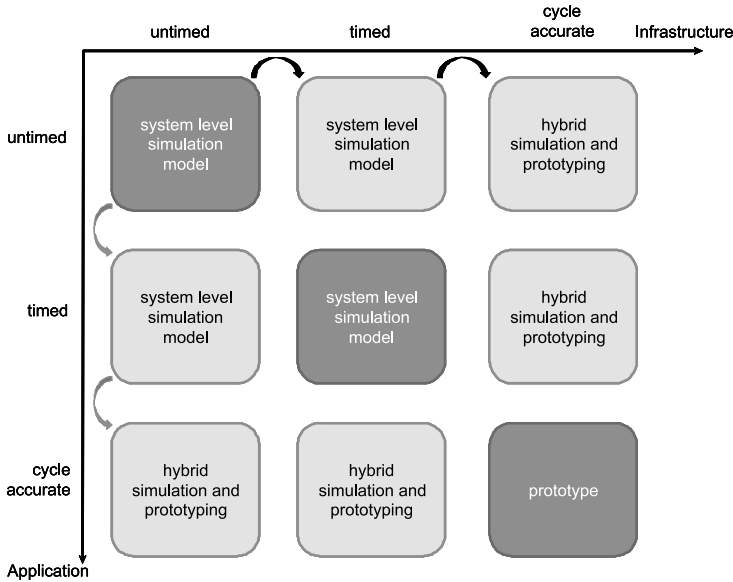 untimed
timed
cycle
accurate
Infrastructure
untimed
system level
simulation
model
system level
simulation
model
hybrid
simulation and
prototyping
timed
system level
simulation
model
system level
simulation
model
hybrid
simulation and
prototyping
cycle
accurate
hybrid
simulation and
prototyping
hybrid
simulation and
prototyping
prototype
Application